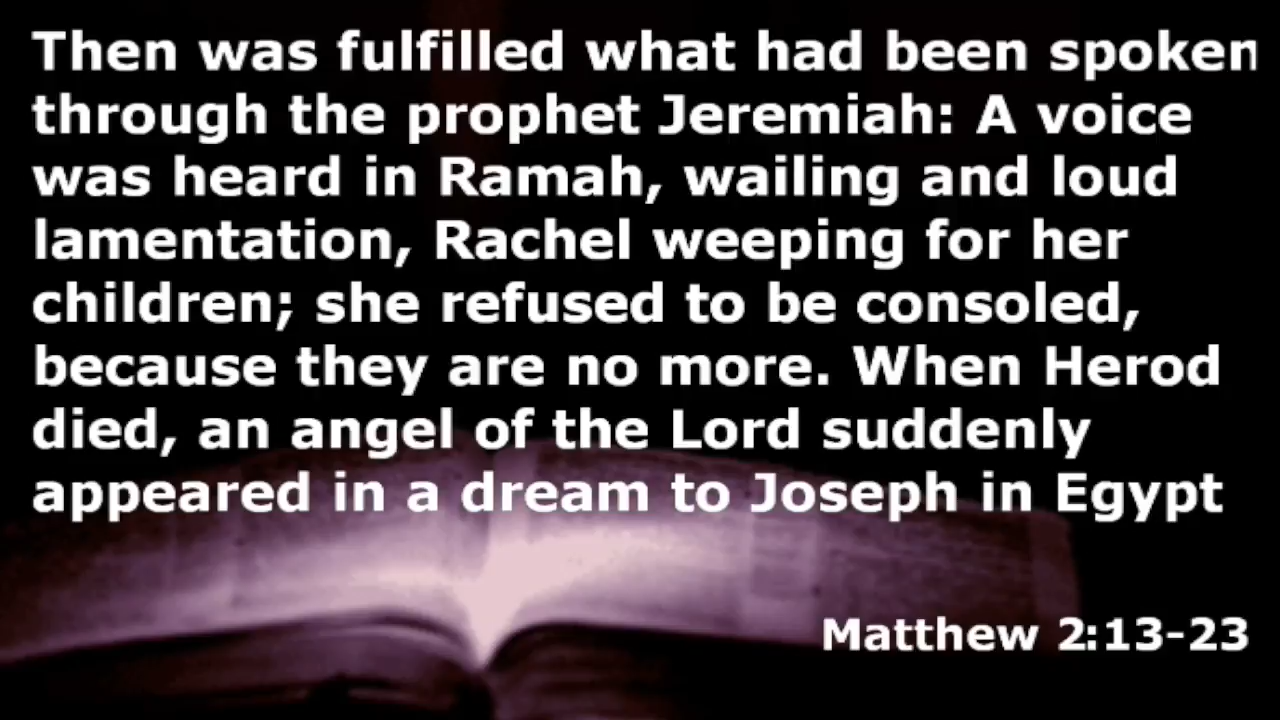 Then was fulfilled what had been spoken
through the prophet Jeremiah: A voice
was heard in Ramah, wailing and loud
lamentation, Rachel weeping for her
children; she refused to be consoled,
because they are no more. When Herod
died, an angel of the Lord suddenly
appeared in a dream to Joseph in Egypt
Matthew 2:13-23